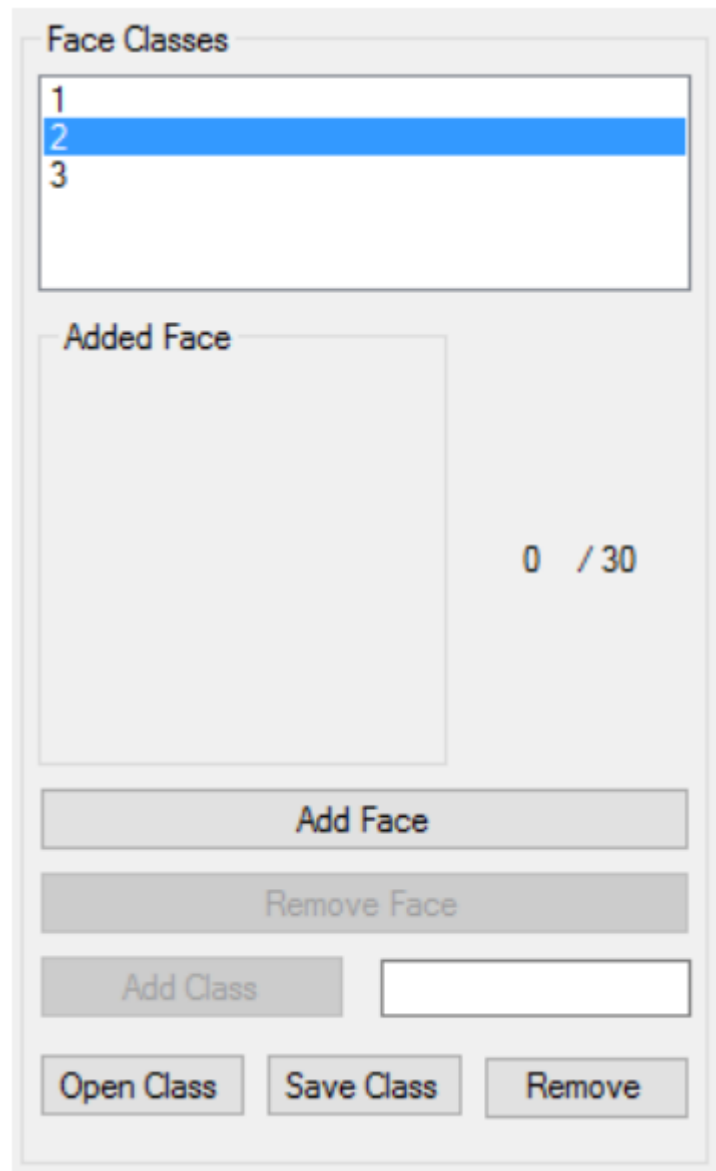 Face Classes
1
2
3
Added Face
0 / 30
Add Face
Remove Face
Add Class
Open Class Save Class Remove